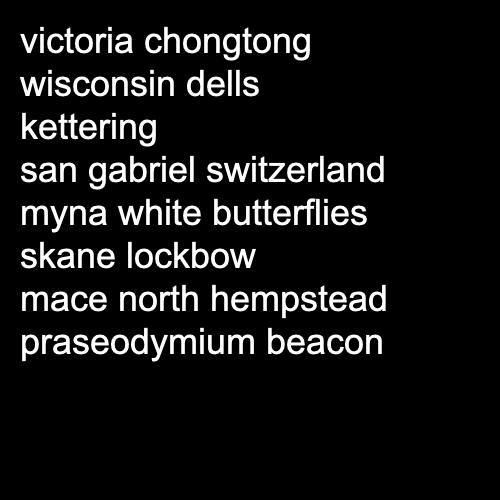 victoria chongtong
wisconsin dells
kettering
san gabriel switzerland
myna white butterflies
skane lockbow
mace north hempstead
praseodymium beacon